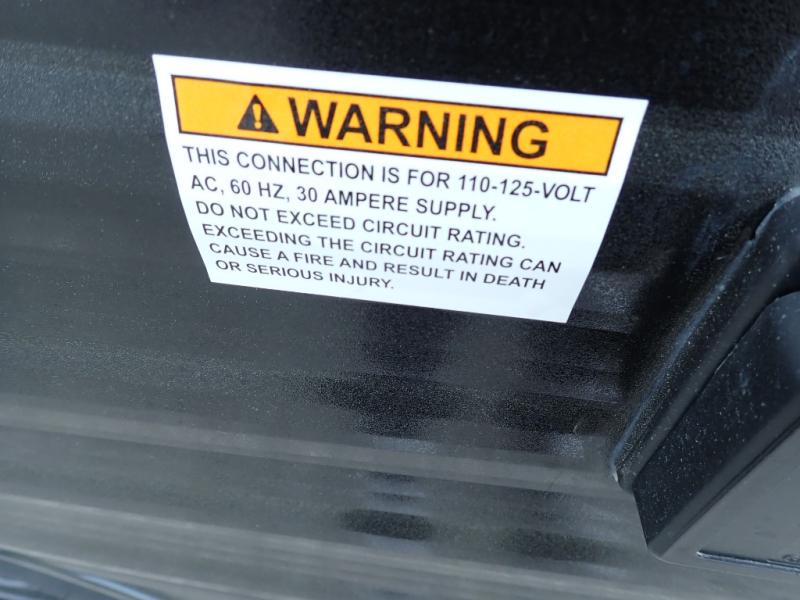 WARNING
THIS CONNECTION IS FOR 110-125-VOLT
AC, 60 HZ, 30 AMPERE SUPPLY.
DO NOT EXCEED CIRCUIT RATING.
EXCEEDING THE CIRCUIT RATING CAN
CAUSE A FIRE AND RESULT IN DEATH
OR SERIOUS INJURY.